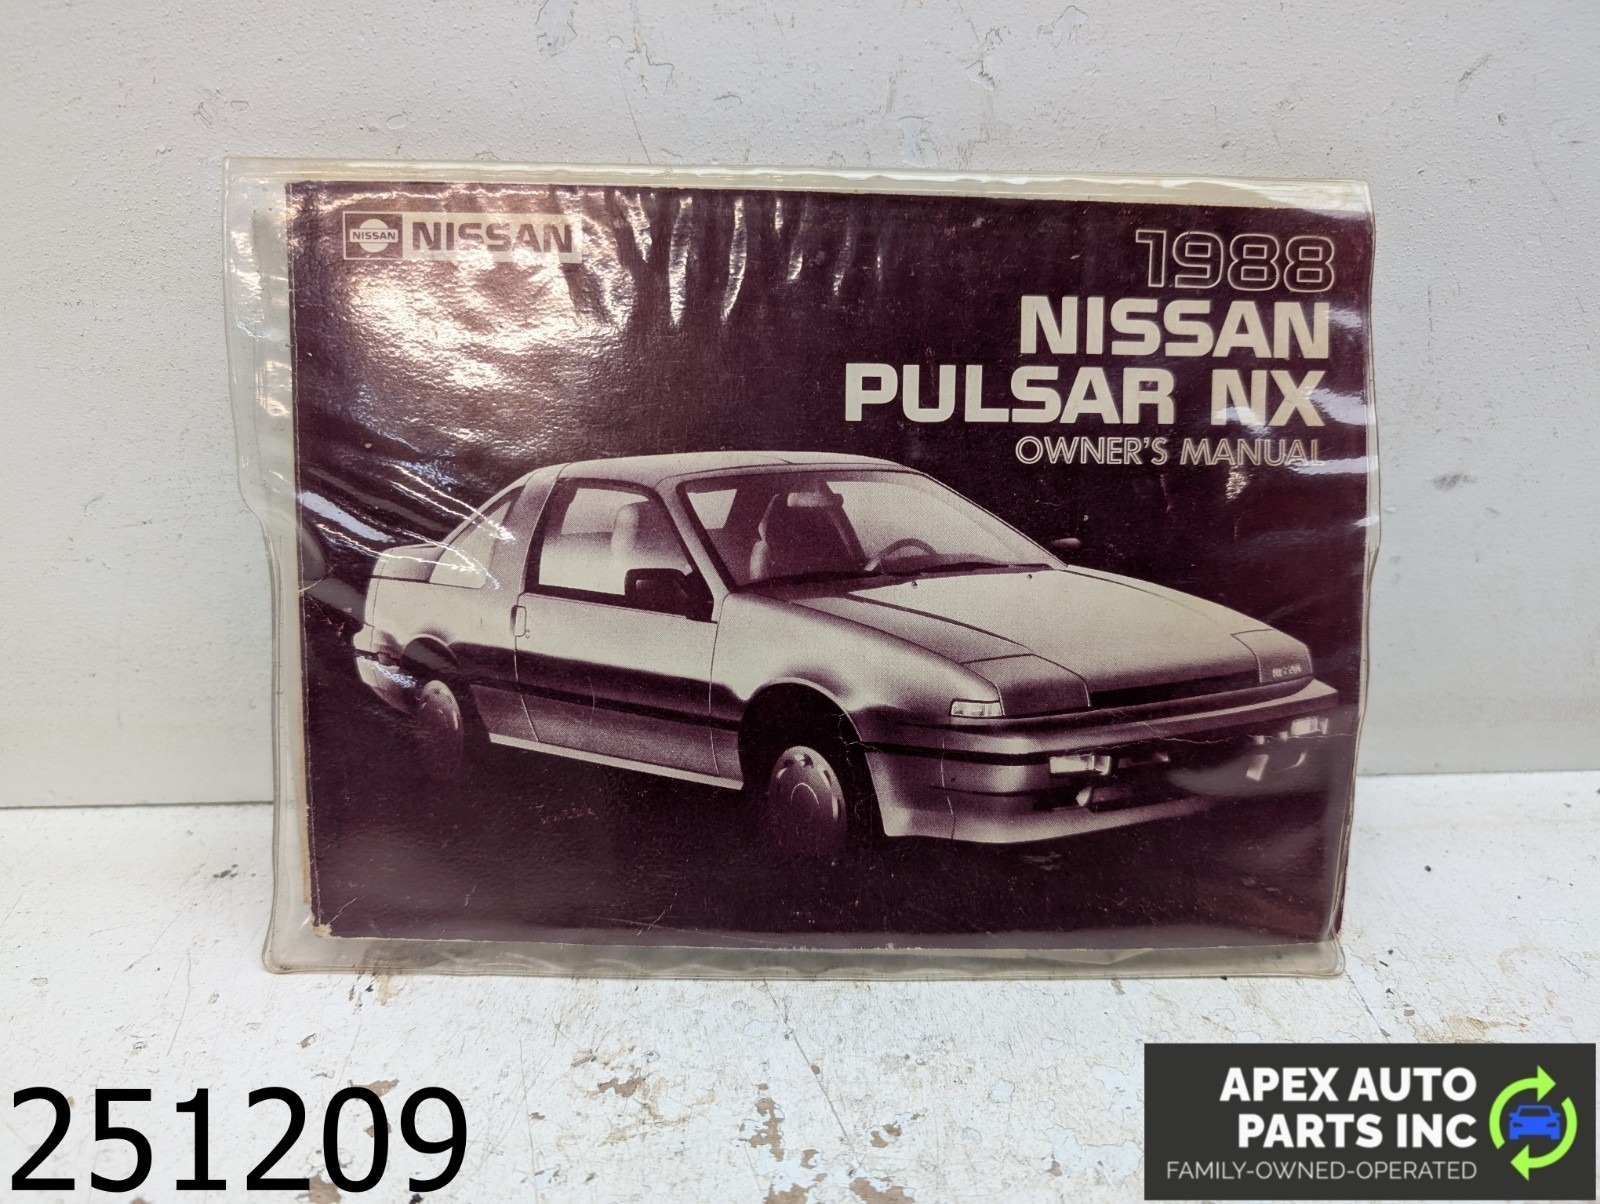 NISSAN NISSAN
1988
NISSAN
PULSAR NX
OWNER'S MANUAL
251209
APEX AUTO
PARTS INC
FAMILY-OWNED-OPERATED